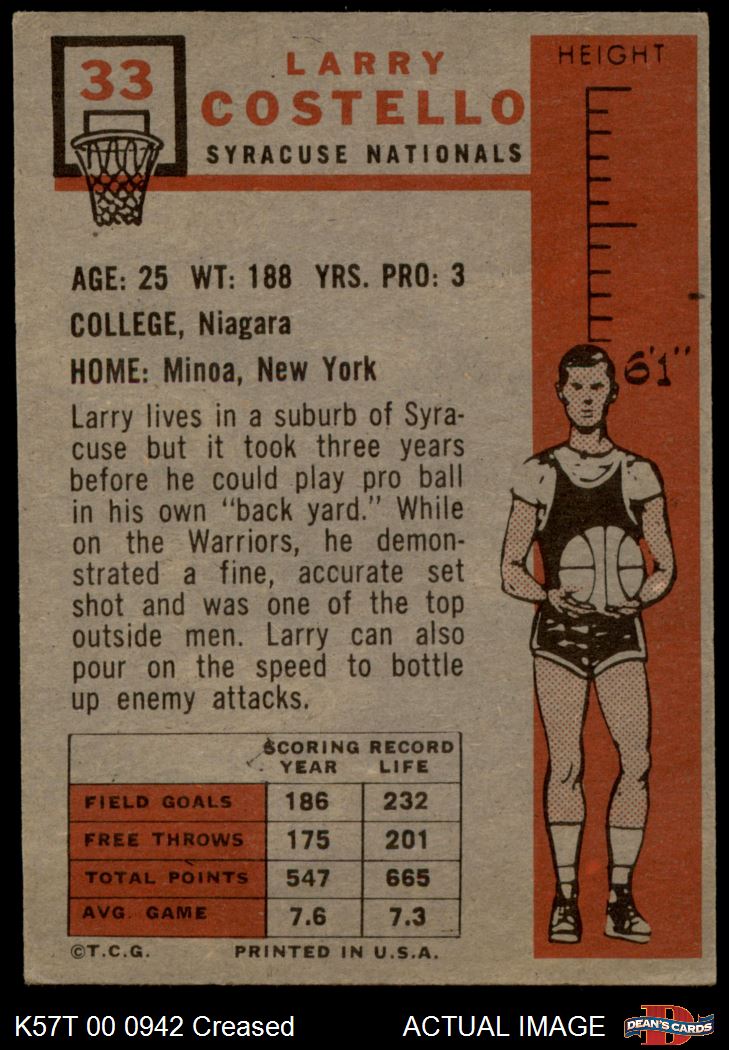 33
LARRY
COSTELLO
SYRACUSE NATIONALS
HEIGHT
6'1"
AGE: 25 WT: 188 YRS. PRO: 3
COLLEGE, Niagara
HOME: Minoa, New York
Larry lives in a suburb of Syra-
cuse but it took three years
before he could play pro ball
in his own "back yard." While
on the Warriors, he demon-
strated a fine, accurate set
shot and was one of the top
outside men. Larry can also
pour on the speed to bottle
up enemy attacks.
SCORING RECORD
YEAR LIFE
FIELD GOALS 186 232
FREE THROWS 175 201
TOTAL POINTS 547 665
AVG. GAME 7.6 7.3
©T.C.G. PRINTED IN U.S.A.
K57T 00 0942 Creased ACTUAL IMAGE
D
DEAN'S CARDS